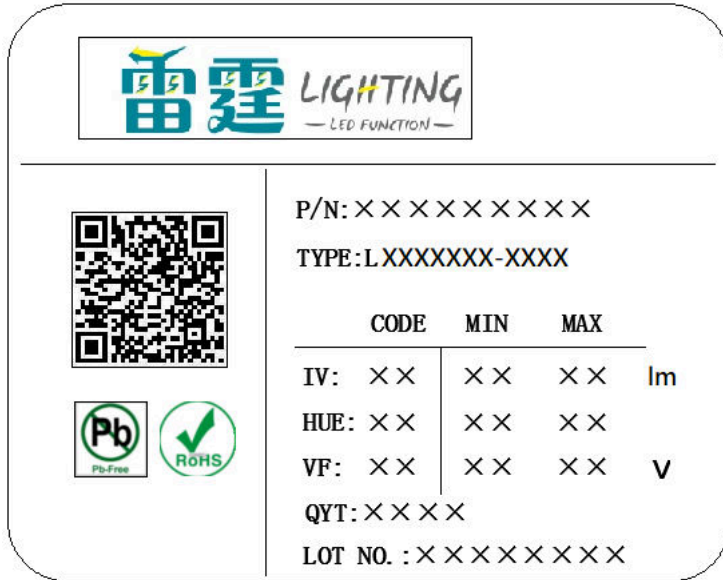 雷霆 LIGHTING
LED FUNCTION
P/N:×××××××××
TYPE:LXXXXXXX-XXXX
CODE MIN MAX
IV: ×× ×× ×× lm
HUE: ×× ×× ××
VF: ×× ×× ×× V
QYT:××××
LOT NO.:××××××××
Pb
Pb-Free
RoHS